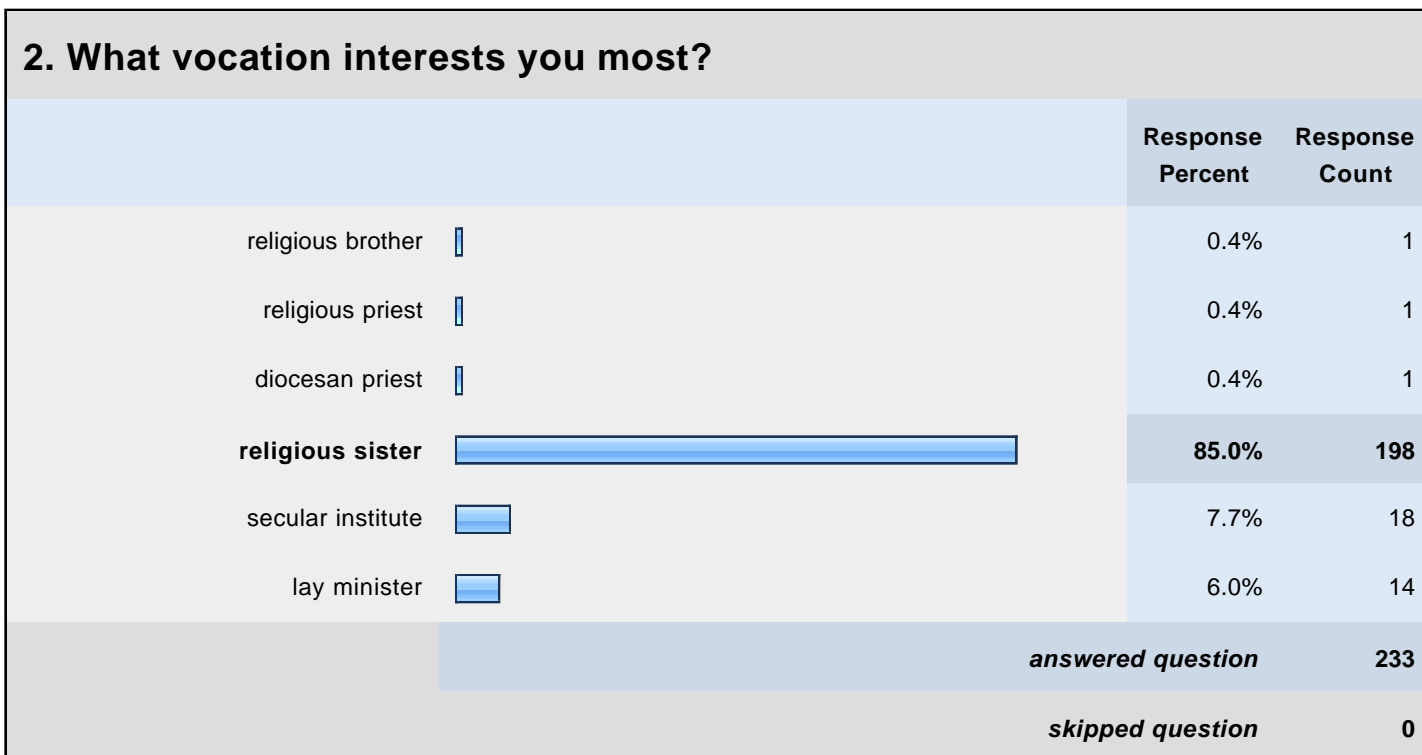 2. What vocation interests you most?
Response Percent Response Count
religious brother 0.4% 1
religious priest 0.4% 1
diocesan priest 0.4% 1
religious sister 85.0% 198
secular institute 7.7% 18
lay minister 6.0% 14
answered question 233
skipped question 0